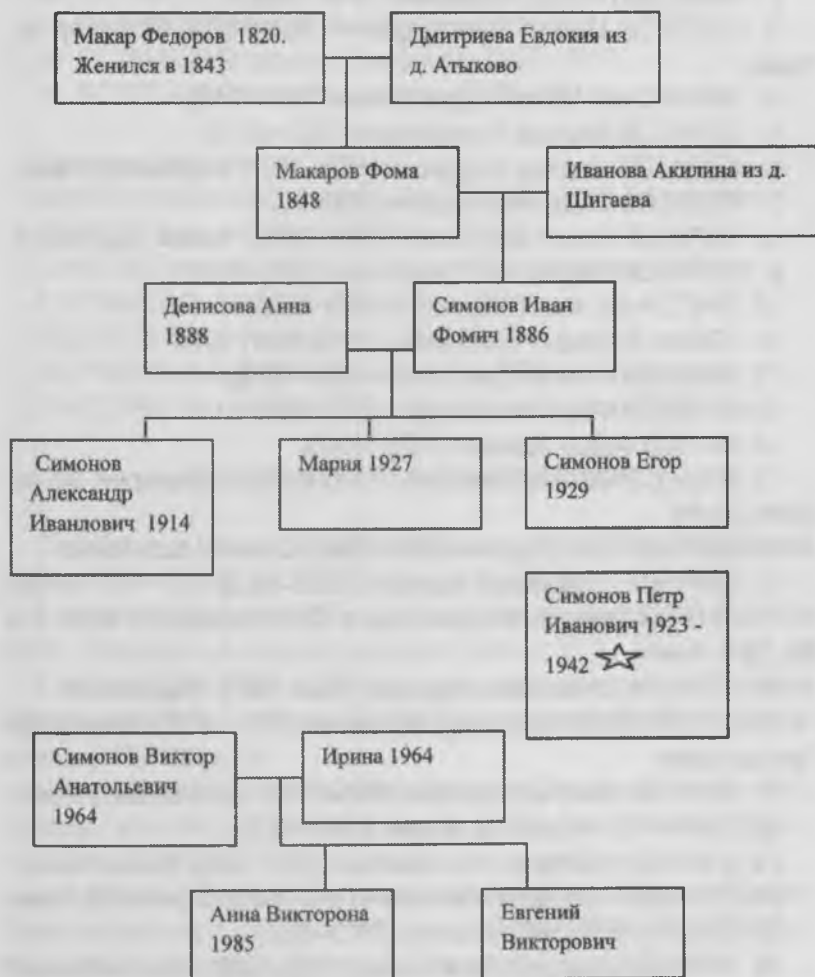 Макар Федоров 1820.
Женился в 1843
Дмитриева Евдокия из
д. Атыково
Макаров Фома
1848
Иванова Акилина из д.
Шигаева
Денисова Анна
1888
Симонов Иван
Фомич 1886
Симонов
Александр
Иванлович 1914
Мария 1927
Симонов Егор
1929
Симонов Петр
Иванович 1923 -
1942
Симонов Виктор
Анатольевич
1964
Ирина 1964
Анна Викторона
1985
Евгений
Викторович